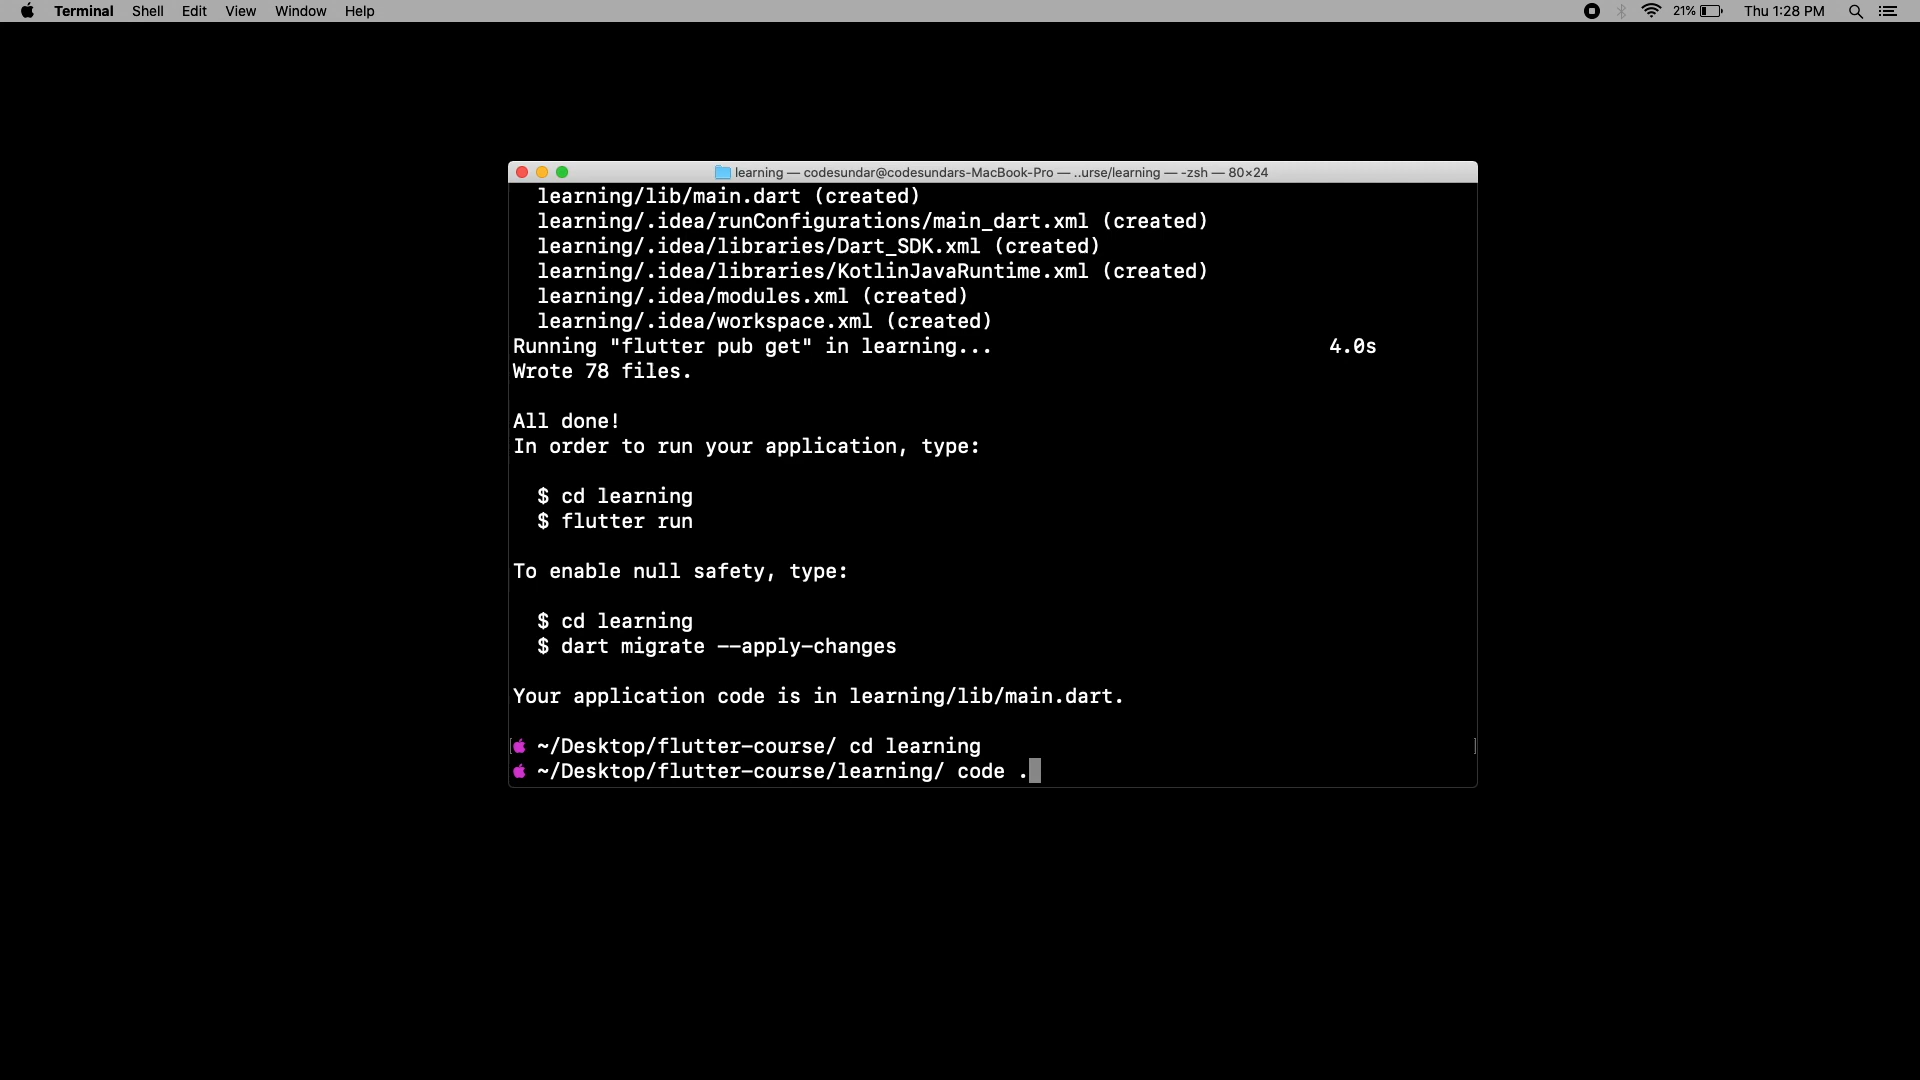 Terminal Shell Edit View Window Help 21% Thu 1:28 PM
learning — codesundar@codesundars-MacBook-Pro — ..urse/learning — -zsh — 80×24
learning/lib/main.dart (created)
learning/.idea/runConfigurations/main_dart.xml (created)
learning/.idea/libraries/Dart_SDK.xml (created)
learning/.idea/libraries/KotlinJavaRuntime.xml (created)
learning/.idea/modules.xml (created)
learning/.idea/workspace.xml (created)
Running "flutter pub get" in learning... 4.0s
Wrote 78 files.
All done!
In order to run your application, type:
$ cd learning
$ flutter run
To enable null safety, type:
$ cd learning
$ dart migrate --apply-changes
Your application code is in learning/lib/main.dart.
~/Desktop/flutter-course/ cd learning
~/Desktop/flutter-course/learning/ code .